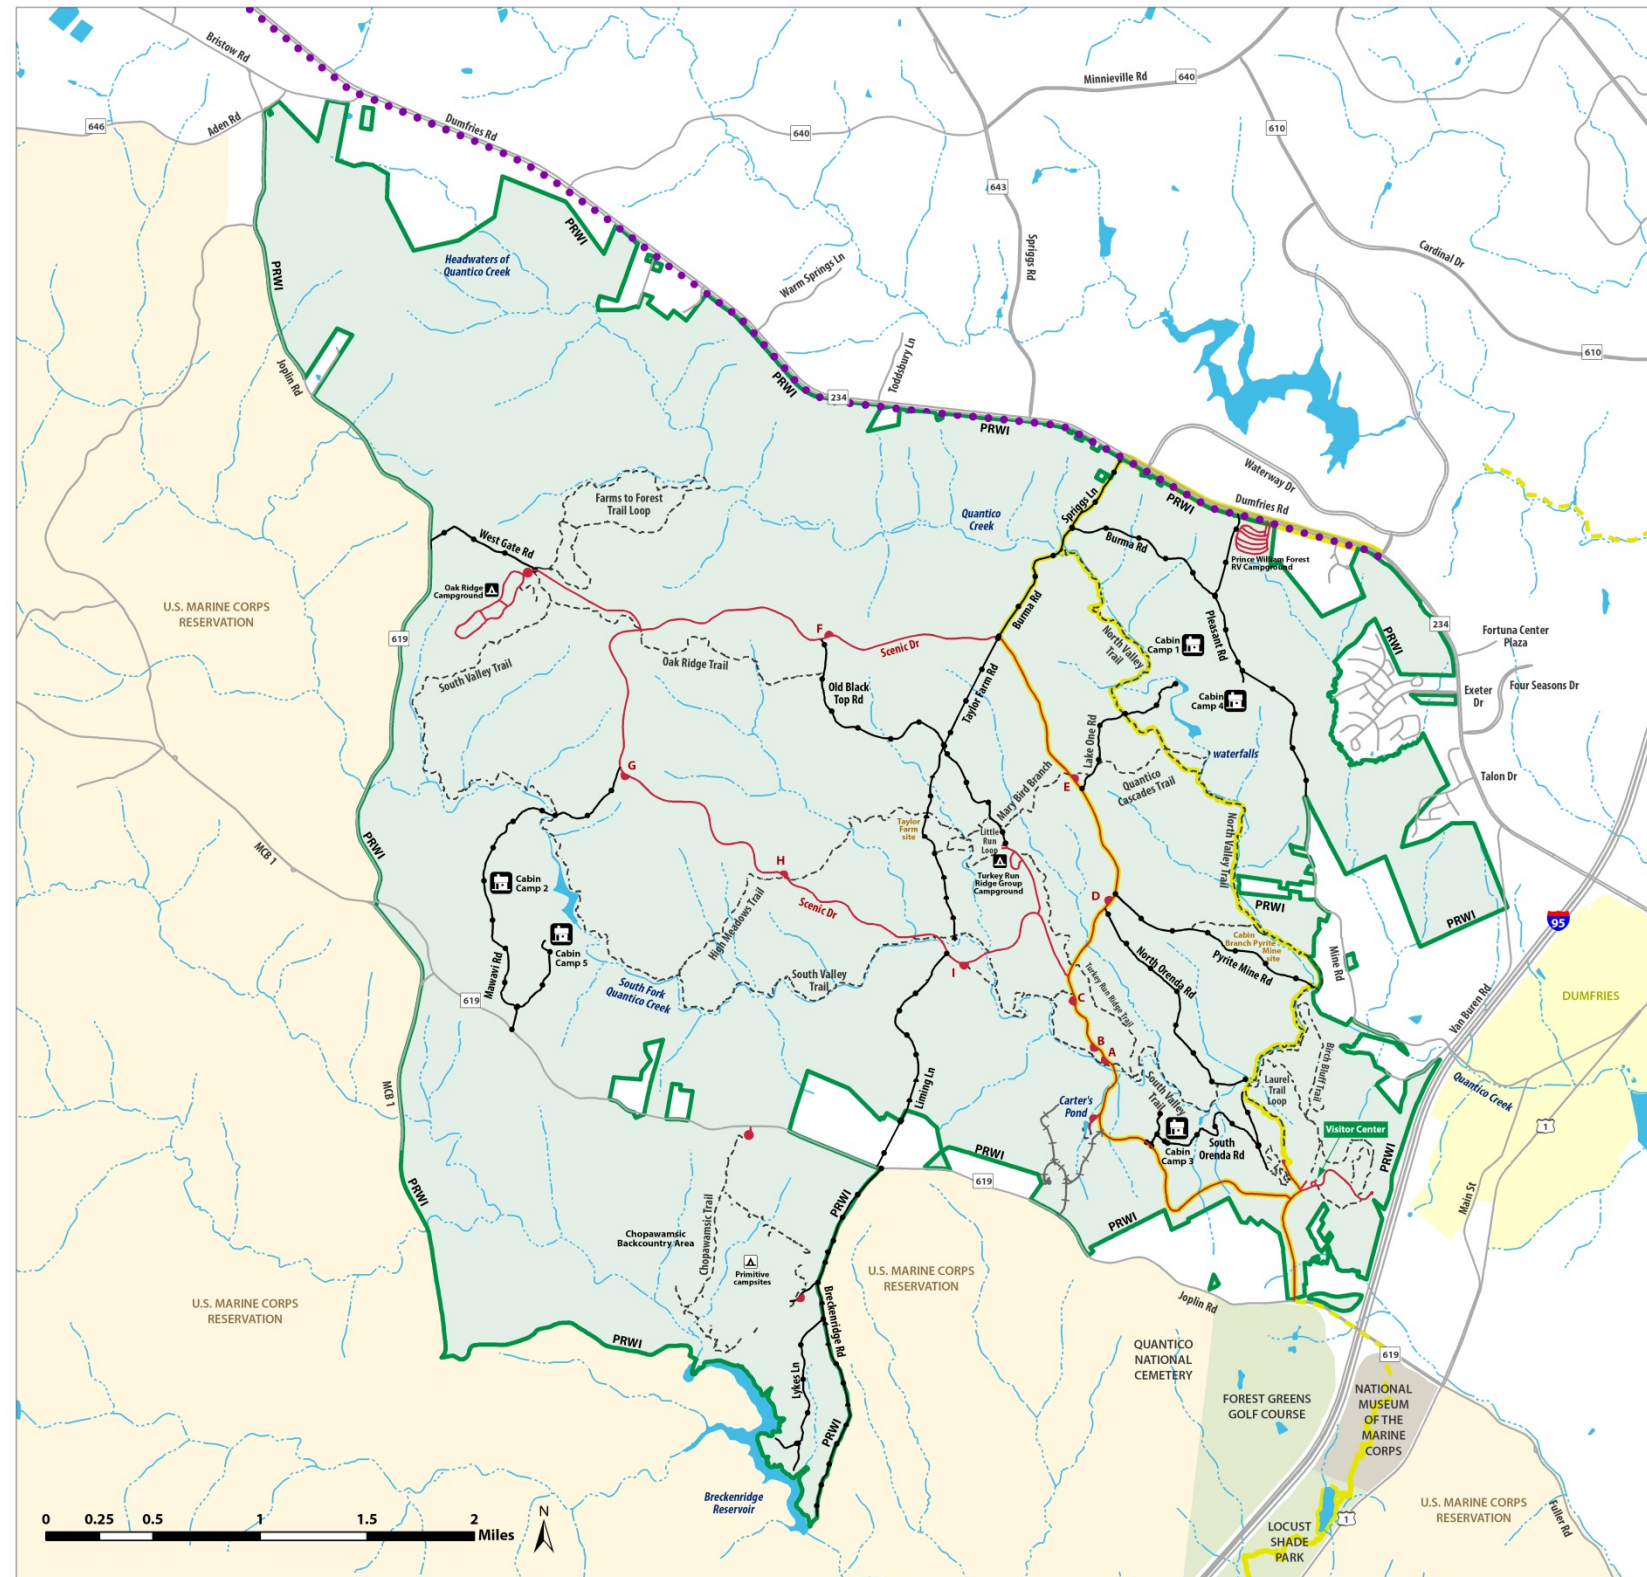 Bristow Rd
Minnieville Rd
640
646
Aden Rd
Dumfries Rd
640
610
643
PRWI
Spriggs Rd
Cardinal Dr
Headwaters of
Quantico Creek
PRWI
Warm Springs Ln
610
Joplin Rd
Toddsbury Ln
PRWI
234
PRWI
Waterway Dr
Farms to Forest
Trail Loop
Spriggs Ln
PRWI
Dumfries Rd
Quantico
Creek
West Gate Rd
Burma Rd
Prince William Forest
RV Campground
Oak Ridge
Campground
U.S. MARINE CORPS
RESERVATION
Burma Rd
Pleasant Rd
234
619
F
Scenic Dr
North Valley
Trail
Cabin
Camp 1
PRWI
Fortuna Center
Plaza
South Valley Trail
Oak Ridge Trail
Old Black
Top Rd
Taylor Farm Rd
Cabin
Camp 4
Exeter
Dr
Four Seasons Dr
Lake One Rd
waterfalls
G
Mary Bird Branch
E
Quantico
Cascades Trail
Talon Dr
Taylor
Farm
site
Little
Run
Loop
North Valley Trail
PRWI
MCB 1
H
Turkey Run
Ridge Group
Campground
Cabin
Camp 2
D
PRWI
PRWI
Scenic Dr
High Meadows Trail
95
Cabin
Camp 5
Cabin
Branch Pyrite
Mine
site
Mine Rd
Mawavi Rd
I
Pyrite Mine Rd
North Orenda Rd
South Valley
Trail
Turkey Run Ridge Trail
South Fork
Quantico Creek
619
C
Van Buren Rd
DUMFRIES
B
A
Birch Bluff Trail
MCB 1
Liming Ln
South Valley
Trail
Laurel
Trail
Loop
Quantico
Creek
Carter's
Pond
1
Visitor Center
Cabin
Camp 3
South
Orenda Rd
PRWI
PRWI
619
PRWI
PRWI
Main St
PRWI
Chopawamsic Trail
Chopawamsic
Backcountry Area
Primitive
campsites
U.S. MARINE CORPS
RESERVATION
U.S. MARINE CORPS
RESERVATION
Joplin Rd
Breckenridge Rd
PRWI
QUANTICO
NATIONAL
CEMETERY
619
Lykes Ln
FOREST GREENS
GOLF COURSE
NATIONAL
MUSEUM
OF THE
MARINE
CORPS
PRWI
Breckenridge
Reservoir
U.S. MARINE CORPS
RESERVATION
Fuller Rd
1
LOCUST
SHADE
PARK
0 0.25 0.5 1 1.5 2
Miles
N